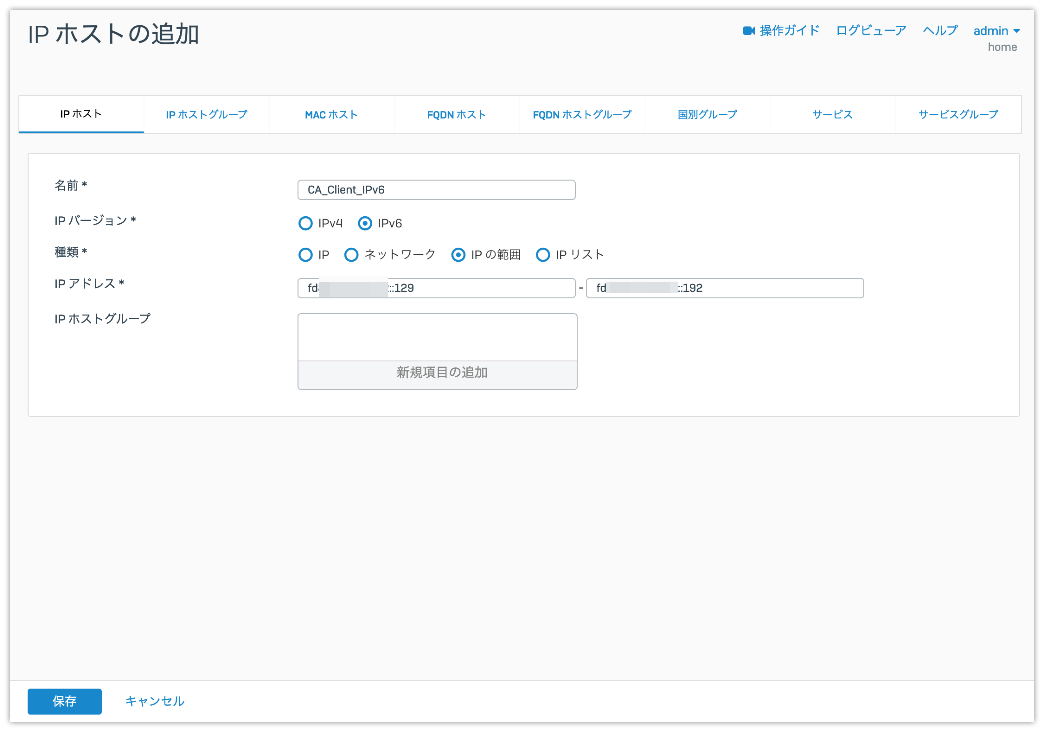 IP ホストの追加
操作ガイド ログビューア ヘルプ admin
home
IP ホスト IP ホストグループ MAC ホスト FQDN ホスト FQDN ホストグループ 国別グループ サービス サービスグループ
名前 * CA_Client_IPv6
IP バージョン * IPv4 IPv6
種類 * IP ネットワーク IP の範囲 IP リスト
IP アドレス * fd ::129 - fd ::192
IP ホストグループ
新規項目の追加
保存 キャンセル